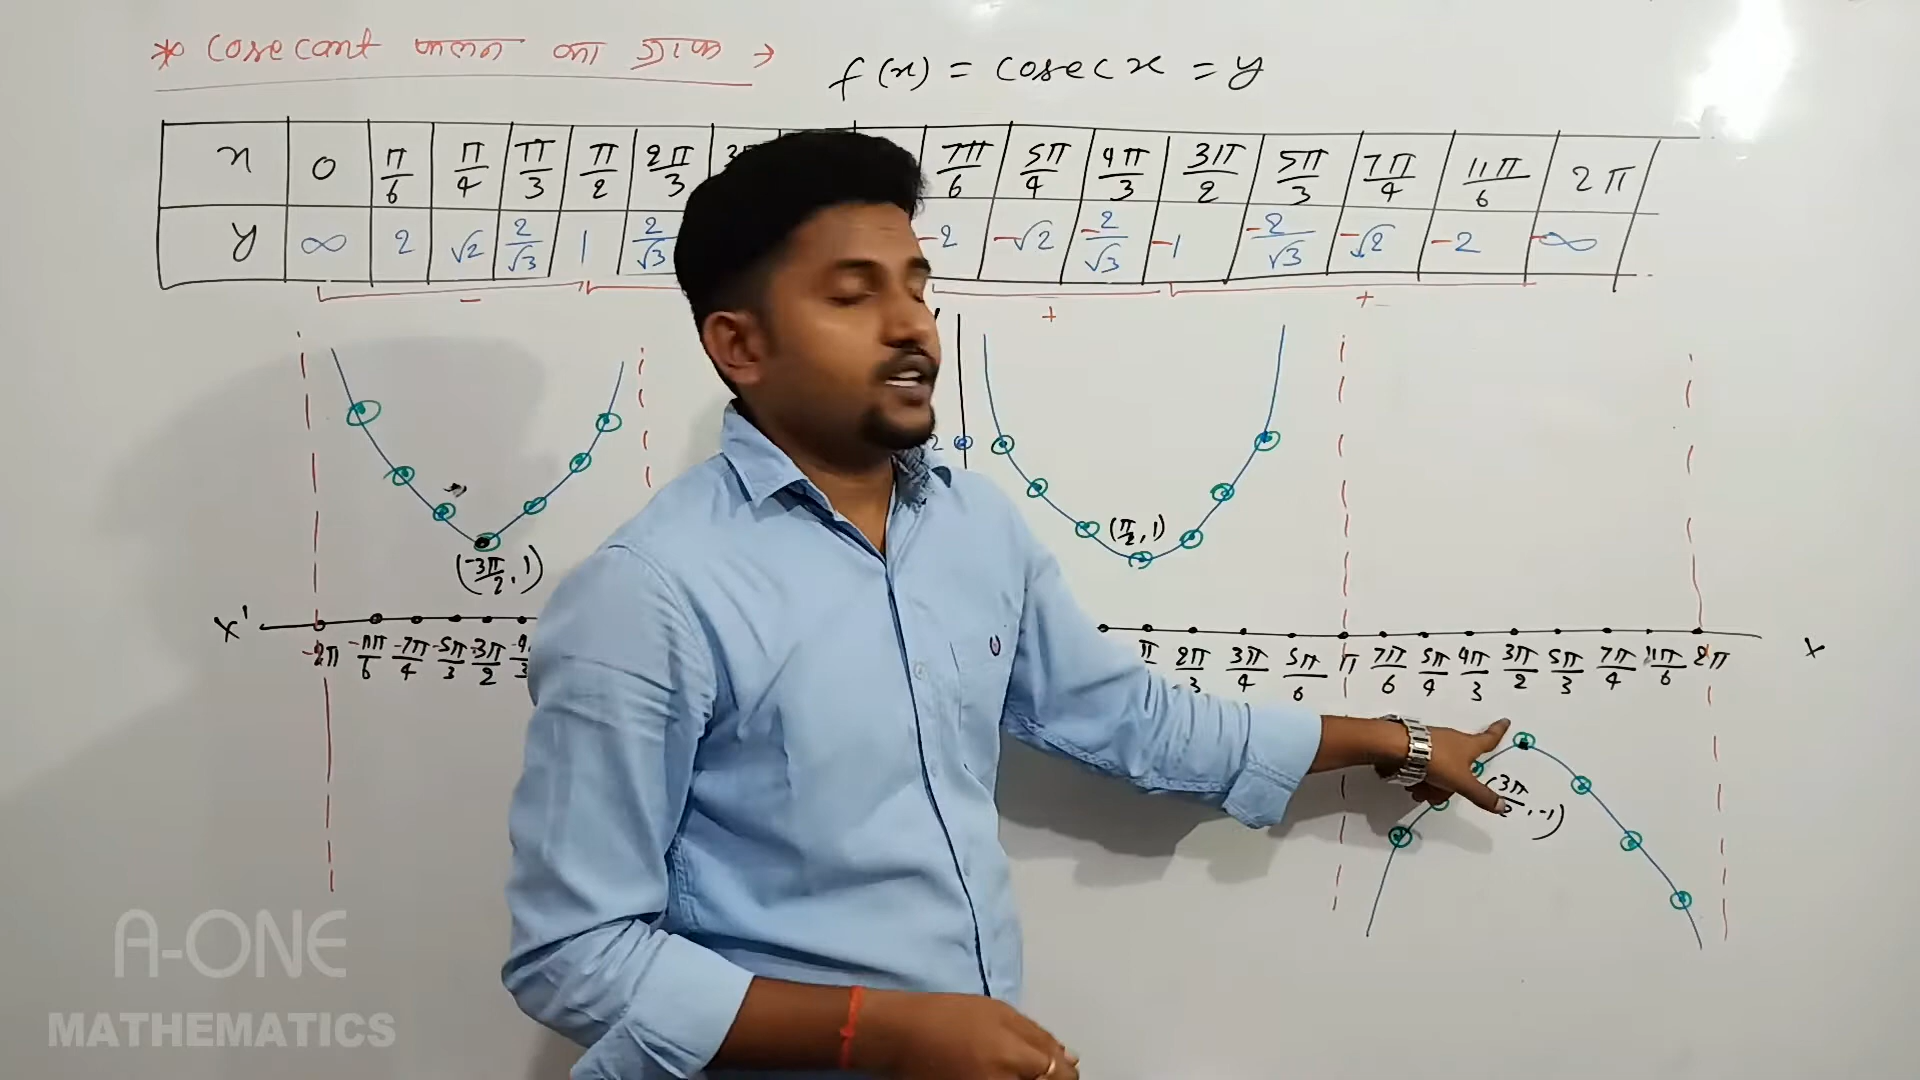 * Cosecant फलन का ग्राफ →
f(x) = cosec x = y
x 0 π/6 π/4 π/3 π/2 2π/3 7π/6 5π/4 4π/3 3π/2 5π/3 7π/4 11π/6 2π
y ∞ 2 √2 2/√3 1 2/√3 -2 -√2 -2/√3 -1 -2/√3 -√2 -2 -∞
- + +
2
(π/2, 1)
(-3π/2, 1)
X' X
-2π -11π/6 -7π/4 -5π/3 -3π/2 2π/3 3π/4 5π/6 π 7π/6 5π/4 4π/3 3π/2 5π/3 7π/4 11π/6 2π
(3π/2, -1)
A-ONE
MATHEMATICS